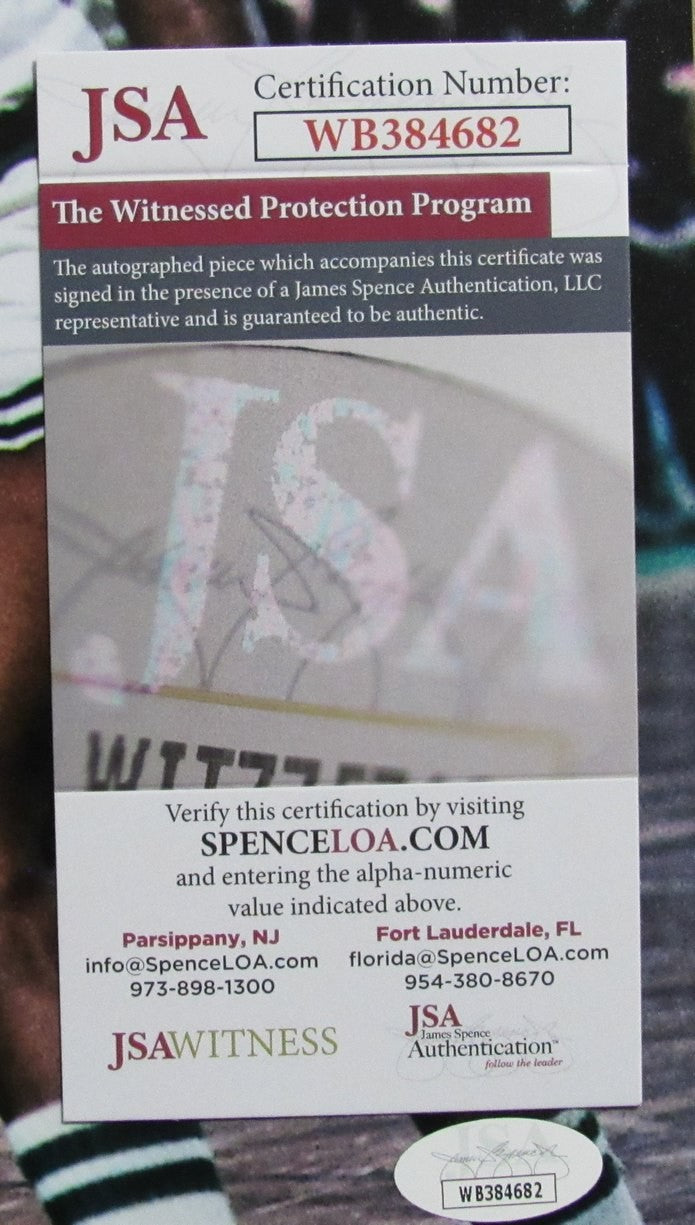 JSA
Certification Number:
WB384682
The Witnessed Protection Program
The autographed piece which accompanies this certificate was
signed in the presence of a James Spence Authentication, LLC
representative and is guaranteed to be authentic.
JSA
Verify this certification by visiting
SPENCELOA.COM
and entering the alpha-numeric
value indicated above.
Parsippany, NJ
info@SpenceLOA.com
973-898-1300
Fort Lauderdale, FL
florida@SpenceLOA.com
954-380-8670
JSAWITNESS
JSA
James Spence
Authentication™
follow the leader
JSA
WB384682